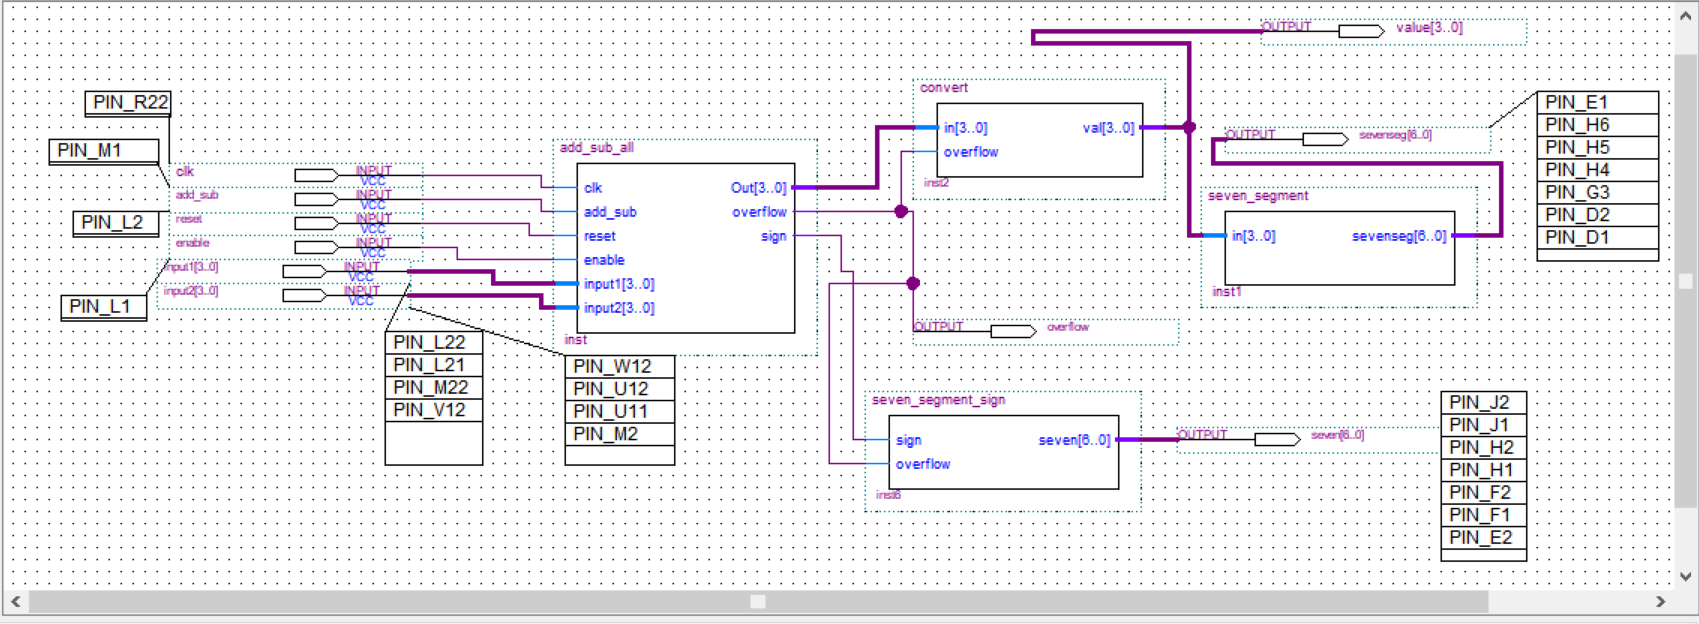 OUTPUT value[3..0]
PIN_R22
PIN_M1
PIN_L2
PIN_L1
clk INPUT VCC
add_sub INPUT VCC
reset INPUT VCC
enable INPUT VCC
input1[3..0] INPUT VCC
input2[3..0] INPUT VCC
PIN_L22
PIN_L21
PIN_M22
PIN_V12
add_sub_all
clk Out[3..0]
add_sub overflow
reset sign
enable
input1[3..0]
input2[3..0]
inst
PIN_W12
PIN_U12
PIN_U11
PIN_M2
convert
in[3..0] val[3..0]
overflow
inst2
OUTPUT sevenseg[6..0]
seven_segment
in[3..0] sevenseg[6..0]
inst1
PIN_E1
PIN_H6
PIN_H5
PIN_H4
PIN_G3
PIN_D2
PIN_D1
OUTPUT overflow
seven_segment_sign
sign seven[6..0]
overflow
inst6
OUTPUT seven[6..0]
PIN_J2
PIN_J1
PIN_H2
PIN_H1
PIN_F2
PIN_F1
PIN_E2